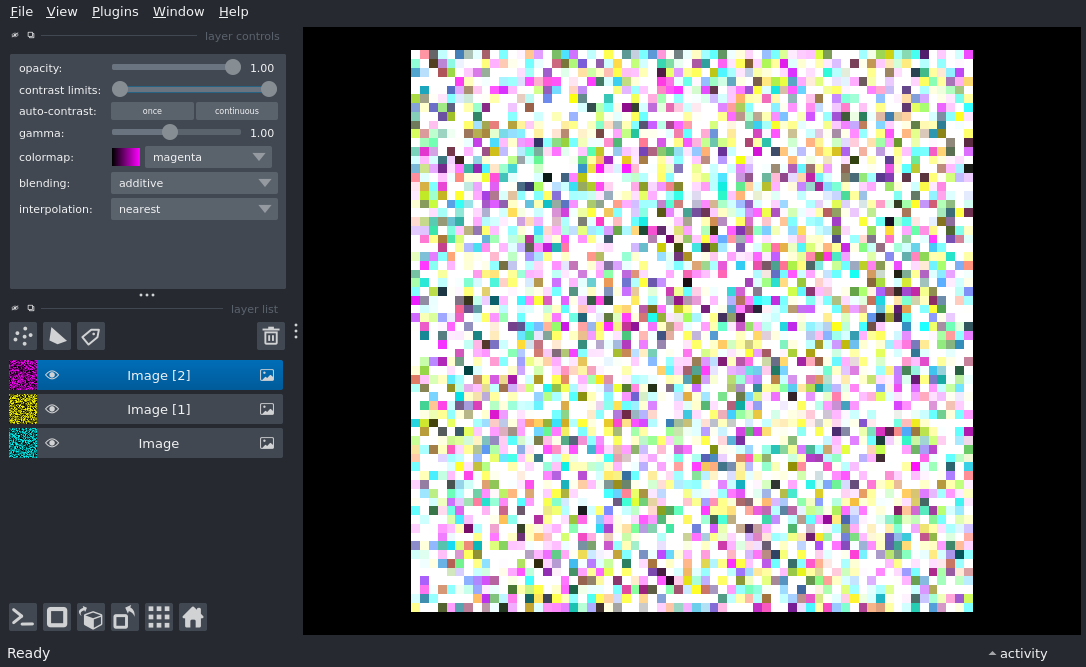 File View Plugins Window Help
layer controls
opacity: 1.00
contrast limits:
auto-contrast: once continuous
gamma: 1.00
colormap: magenta
blending: additive
interpolation: nearest
layer list
Image [2]
Image [1]
Image
Ready activity